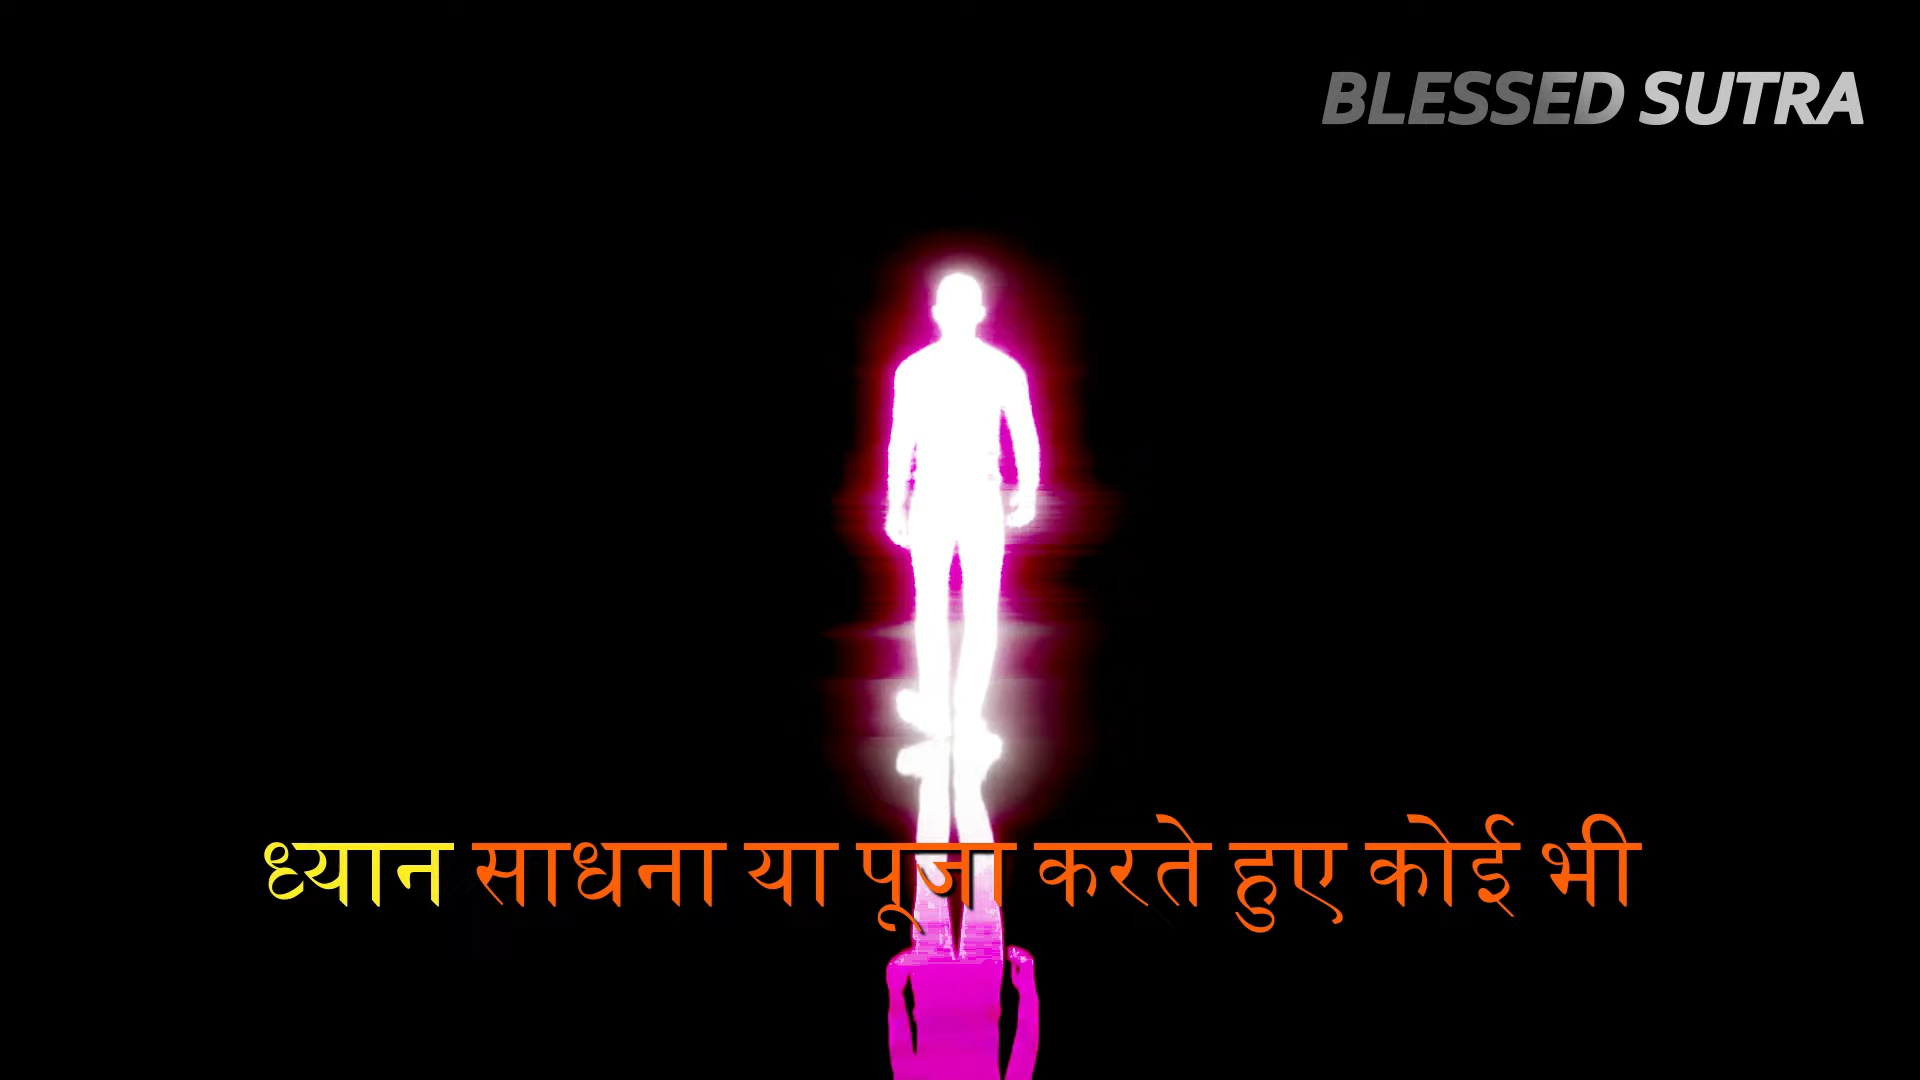 BLESSED SUTRA
ध्यान साधना या पूजा करते हुए कोई भी